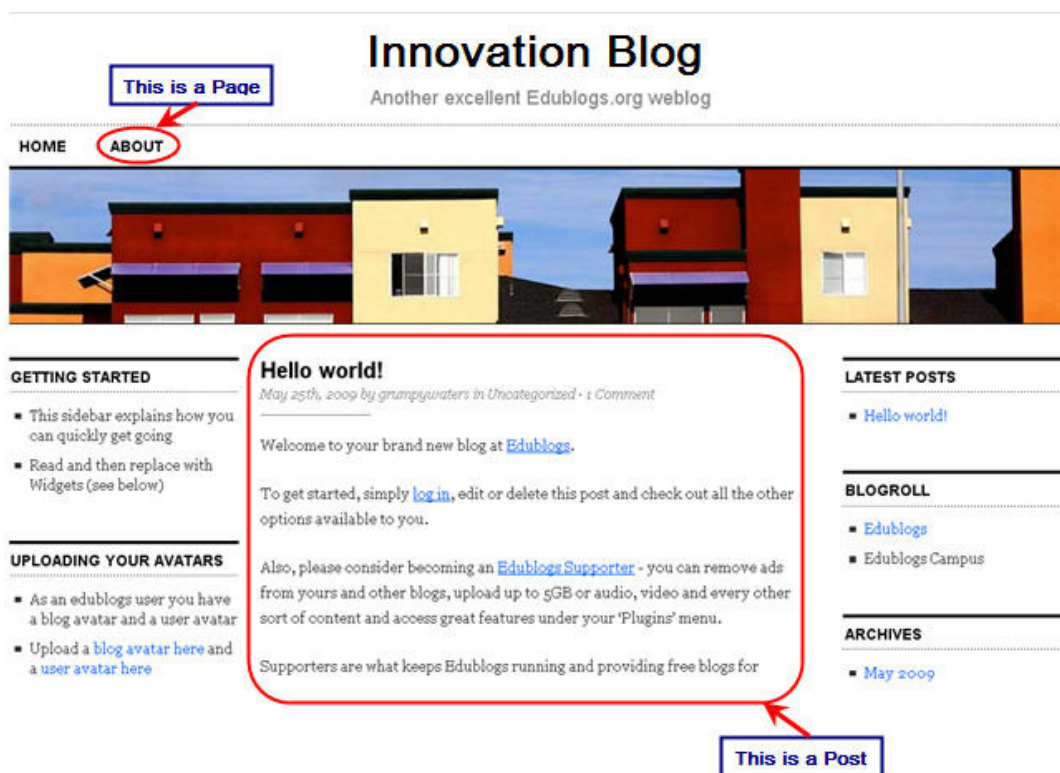 Innovation Blog
This is a Page
Another excellent Edublogs.org weblog
HOME ABOUT
GETTING STARTED
▪ This sidebar explains how you
can quickly get going
▪ Read and then replace with
Widgets (see below)
UPLOADING YOUR AVATARS
▪ As an edublogs user you have
a blog avatar and a user avatar
▪ Upload a blog avatar here and
a user avatar here
Hello world!
May 25th, 2009 by grumpywaters in Uncategorized · 1 Comment
Welcome to your brand new blog at Edublogs.
To get started, simply log in, edit or delete this post and check out all the other
options available to you.
Also, please consider becoming an Edublogs Supporter - you can remove ads
from yours and other blogs, upload up to 5GB or audio, video and every other
sort of content and access great features under your 'Plugins' menu.
Supporters are what keeps Edublogs running and providing free blogs for
This is a Post
LATEST POSTS
▪ Hello world!
BLOGROLL
▪ Edublogs
▪ Edublogs Campus
ARCHIVES
▪ May 2009